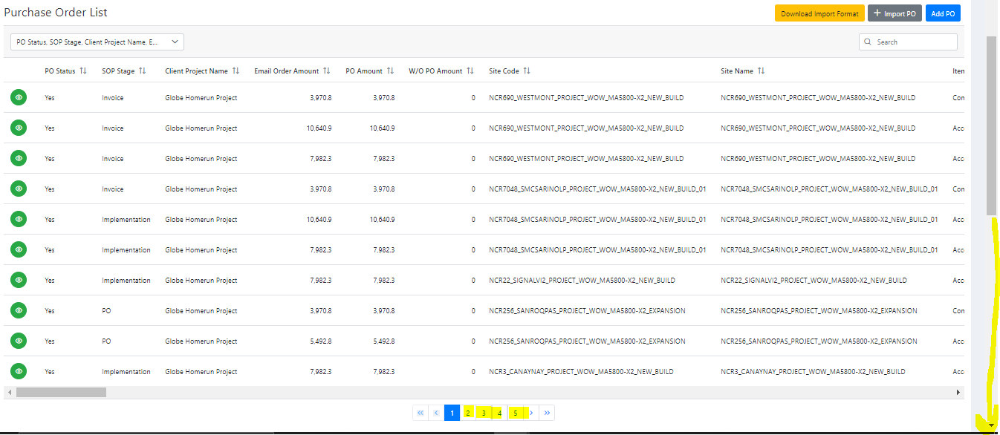 Purchase Order List
Download Import Format
+ Import PO
Add PO
PO Status, SOP Stage, Client Project Name, E...
Search
PO Status SOP Stage Client Project Name Email Order Amount PO Amount W/O PO Amount Site Code Site Name Iten
Yes Invoice Globe Homerun Project 3,970.8 3,970.8 0 NCR690_WESTMONT_PROJECT_WOW_MA5800-X2_NEW_BUILD NCR690_WESTMONT_PROJECT_WOW_MA5800-X2_NEW_BUILD Con
Yes Invoice Globe Homerun Project 10,640.9 10,640.9 0 NCR690_WESTMONT_PROJECT_WOW_MA5800-X2_NEW_BUILD NCR690_WESTMONT_PROJECT_WOW_MA5800-X2_NEW_BUILD Acc
Yes Invoice Globe Homerun Project 7,982.3 7,982.3 0 NCR690_WESTMONT_PROJECT_WOW_MA5800-X2_NEW_BUILD NCR690_WESTMONT_PROJECT_WOW_MA5800-X2_NEW_BUILD Acc
Yes Invoice Globe Homerun Project 3,970.8 3,970.8 0 NCR7048_SMCSARINOLP_PROJECT_WOW_MA5800-X2_NEW_BUILD_01 NCR7048_SMCSARINOLP_PROJECT_WOW_MA5800-X2_NEW_BUILD_01 Con
Yes Implementation Globe Homerun Project 10,640.9 10,640.9 0 NCR7048_SMCSARINOLP_PROJECT_WOW_MA5800-X2_NEW_BUILD_01 NCR7048_SMCSARINOLP_PROJECT_WOW_MA5800-X2_NEW_BUILD_01 Acc
Yes Implementation Globe Homerun Project 7,982.3 7,982.3 0 NCR7048_SMCSARINOLP_PROJECT_WOW_MA5800-X2_NEW_BUILD_01 NCR7048_SMCSARINOLP_PROJECT_WOW_MA5800-X2_NEW_BUILD_01 Acc
Yes Implementation Globe Homerun Project 7,982.3 7,982.3 0 NCR22_SIGNALVI2_PROJECT_WOW_MA5800-X2_NEW_BUILD NCR22_SIGNALVI2_PROJECT_WOW_MA5800-X2_NEW_BUILD Acc
Yes PO Globe Homerun Project 3,970.8 3,970.8 0 NCR256_SANROQPAS_PROJECT_WOW_MA5800-X2_EXPANSION NCR256_SANROQPAS_PROJECT_WOW_MA5800-X2_EXPANSION Con
Yes PO Globe Homerun Project 5,492.8 5,492.8 0 NCR256_SANROQPAS_PROJECT_WOW_MA5800-X2_EXPANSION NCR256_SANROQPAS_PROJECT_WOW_MA5800-X2_EXPANSION Acc
Yes Implementation Globe Homerun Project 7,982.3 7,982.3 0 NCR3_CANAYNAY_PROJECT_WOW_MA5800-X2_NEW_BUILD NCR3_CANAYNAY_PROJECT_WOW_MA5800-X2_NEW_BUILD Acc
« ‹ 1 2 3 4 5 › »